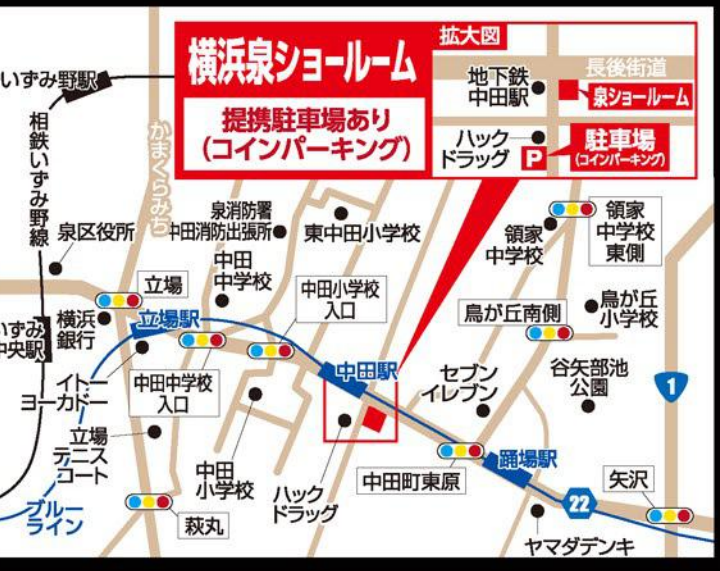 横浜泉ショールーム
提携駐車場あり
(コインパーキング)
拡大図
長後街道
地下鉄
中田駅
泉ショールーム
ハック
ドラッグ
P
駐車場
(コインパーキング)
いずみ野駅
相鉄いずみ野線
かまくらみち
泉区役所
泉消防署
中田消防出張所
東中田小学校
領家
中学校
領家
中学校
東側
中田
中学校
立場
中田小学校
入口
鳥が丘南側
鳥が丘
小学校
いずみ
中央駅
横浜
銀行
立場駅
1
イトー
ヨーカドー
中田中学校
入口
中田駅
セブン
イレブン
谷矢部池
公園
立場
テニス
コート
中田
小学校
ハック
ドラッグ
中田町東原
踊場駅
22
矢沢
ブルー
ライン
萩丸
ヤマダデンキ